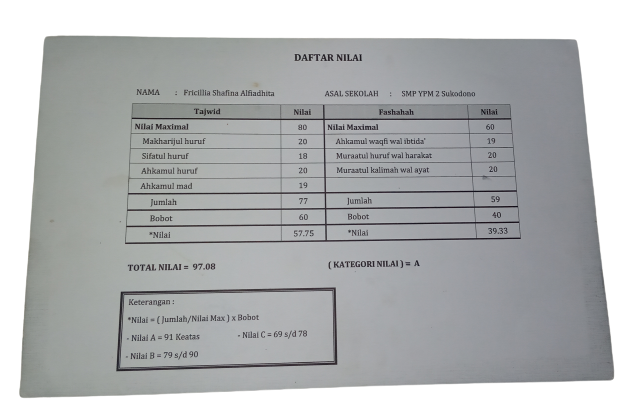 DAFTAR NILAI
NAMA : Fricillia Shafina Alfiadhita ASAL SEKOLAH : SMP YPM 2 Sukodono
Tajwid Nilai Fashahah Nilai
Nilai Maximal 80 Nilai Maximal 60
Makharijul huruf 20 Ahkamul waqfi wal ibtida' 19
Sifatul huruf 18 Muraatul huruf wal harakat 20
Ahkamul huruf 20 Muraatul kalimah wal ayat 20
Ahkamul mad 19
Jumlah 77 Jumlah 59
Bobot 60 Bobot 40
*Nilai 57.75 *Nilai 39.33
TOTAL NILAI = 97.08 ( KATEGORI NILAI ) = A
Keterangan :
*Nilai = ( Jumlah/Nilai Max ) x Bobot
- Nilai A = 91 Keatas - Nilai C = 69 s/d 78
- Nilai B = 79 s/d 90